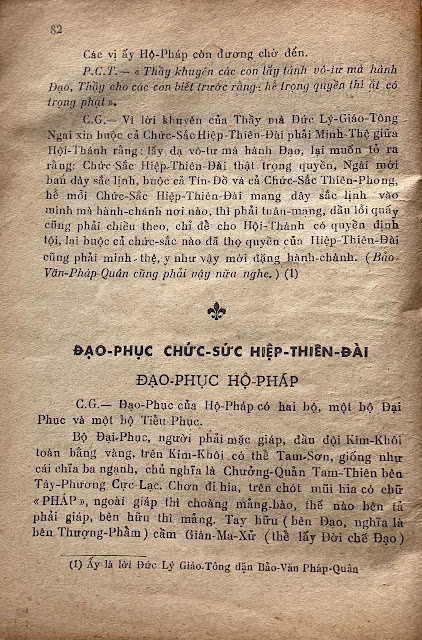 82
Các vị ấy Hộ-Pháp còn đương chờ đến.
P.C.T.— « Thầy khuyên các con lấy tánh vô-tư mà hành
Đạo, Thầy cho các con biết trước rằng: hễ trọng quyền thì ắt có
trọng phạt ».
C.G.— Vì lời khuyên của Thầy mà Đức Lý-Giáo-Tông
Ngài xin buộc cả Chức-Sắc Hiệp-Thiên-Đài phải Minh-Thệ giữa
Hội-Thánh rằng: lấy dạ vô-tư mà hành Đạo, lại muốn tỏ ra
rằng: Chức-Sắc Hiệp-Thiên-Đài thật trọng quyền, Ngài mới
ban dây sắc lịnh, buộc cả Tín-Đồ và cả Chức-Sắc Thiên-Phong,
hễ mỗi Chức-Sắc Hiệp-Thiên-Đài mang dây sắc lịnh vào
mình mà hành-chánh nơi nào, thì phải tuân-mạng, dầu lỗi quấy
cũng phải chiều theo, chỉ để cho Hội-Thánh có quyền định
tội, lại buộc cả chức-sắc nào đã thọ quyền của Hiệp-Thiên-Đài
cũng phải minh-thệ, y như vậy mới đặng hành-chánh. (Bảo-
Văn-Pháp-Quân cũng phải vậy nữa nghe.) (1)
ĐẠO-PHỤC CHỨC-SỨC HIỆP-THIÊN-ĐÀI
ĐẠO-PHỤC HỘ-PHÁP
C.G.— Đạo-Phục của Hộ-Pháp có hai bộ, một bộ Đại
Phục và một bộ Tiểu-Phục.
Bộ Đại-Phục, người phải mặc giáp, đầu đội Kim-Khôi
toàn bằng vàng, trên Kim-Khôi có thể Tam-Sơn, giống như
cái chĩa ba ngạnh, chủ nghĩa là Chưởng-Quản Tam-Thiên bên
Tây-Phương Cực-Lạc. Chơn đi hia, trên chót mũi hia có chữ
« PHÁP », ngoài giáp thì choàng mảng-bào, thế nào bên tả
phải giáp, bên hữu thì mảng. Tay hữu (bên Đạo, nghĩa là
bên Thượng-Phẩm) cầm Giáng-Ma-Xử (thể lấy Đời chế Đạo)
(1) Ấy là lời Đức Lý Giáo-Tông dặn Bảo-Văn Pháp-Quân